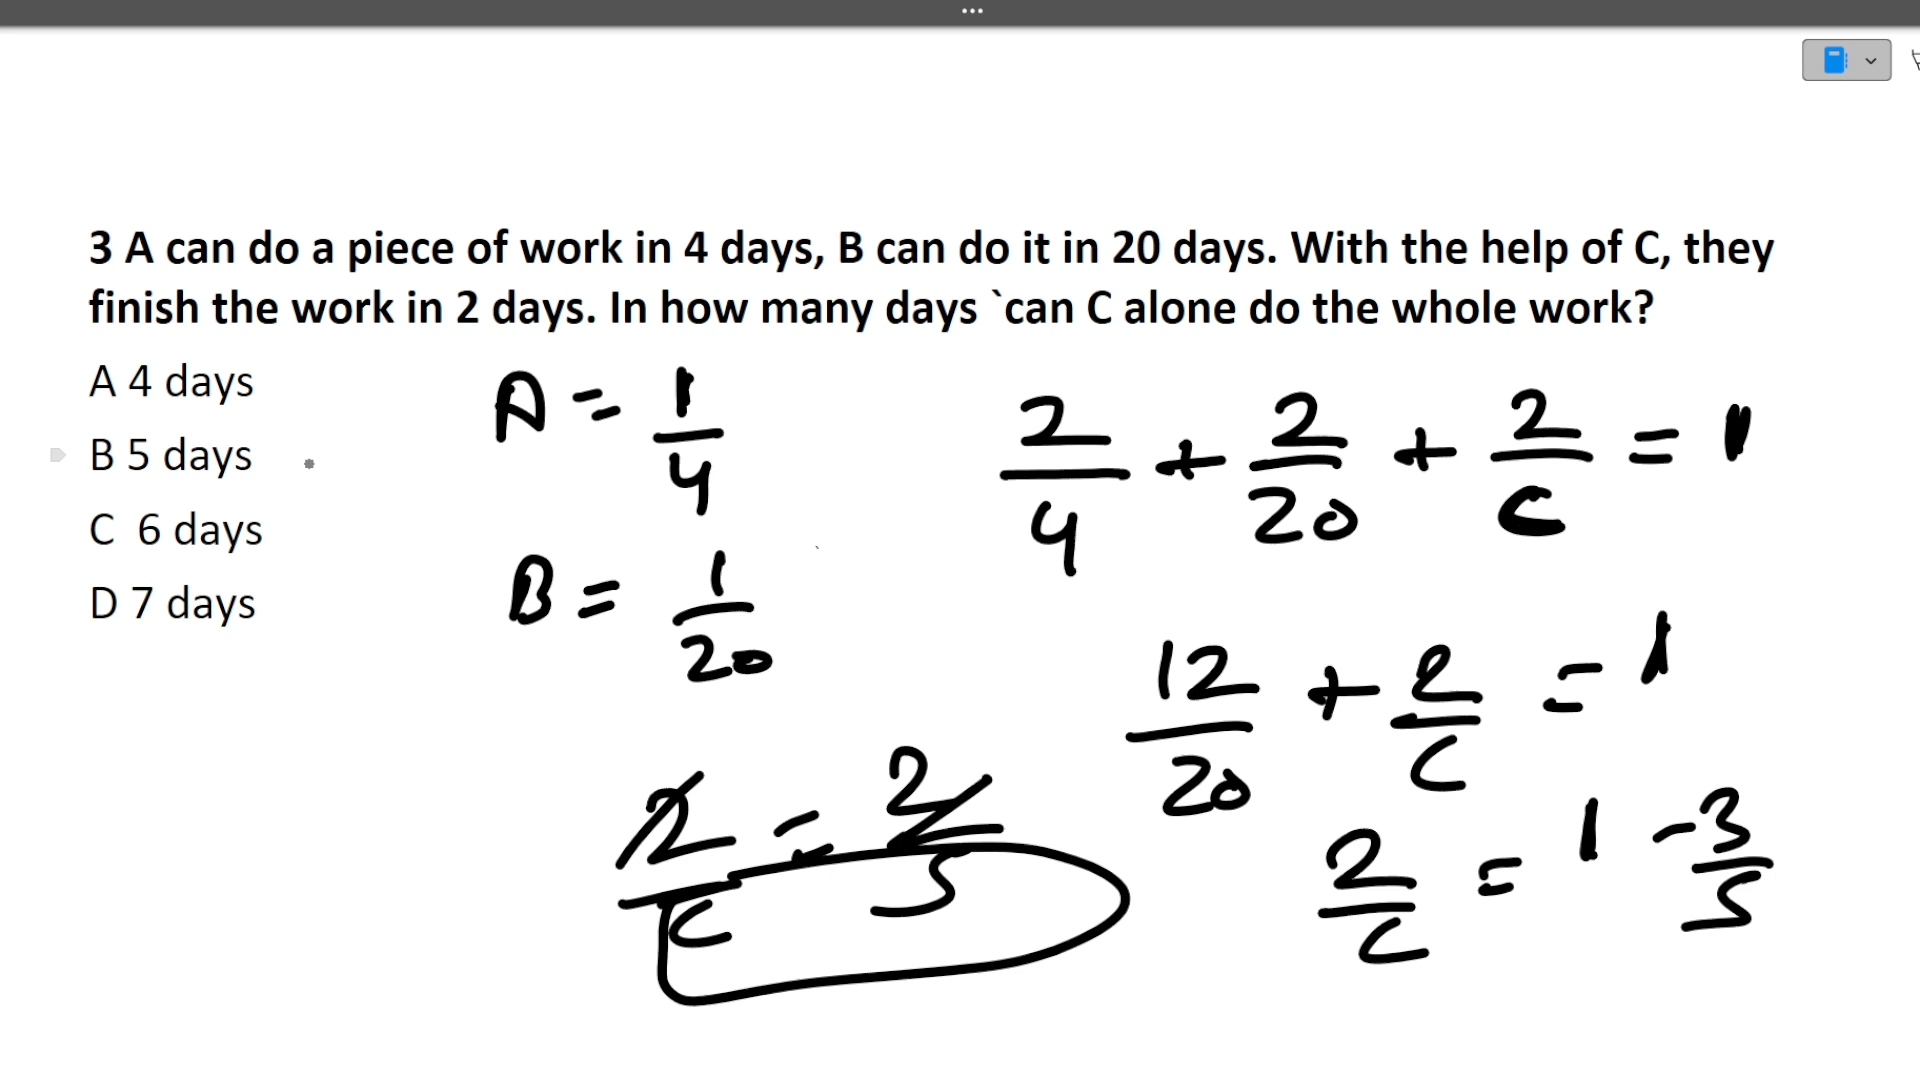 3 A can do a piece of work in 4 days, B can do it in 20 days. With the help of C, they
finish the work in 2 days. In how many days `can C alone do the whole work?
A 4 days
B 5 days
C  6 days
D 7 days
A = 1/4
B = 1/20
2/4 + 2/20 + 2/C = 1
12/20 + 2/C = 1
2/C = 1 - 3/5
2/C = 2/5